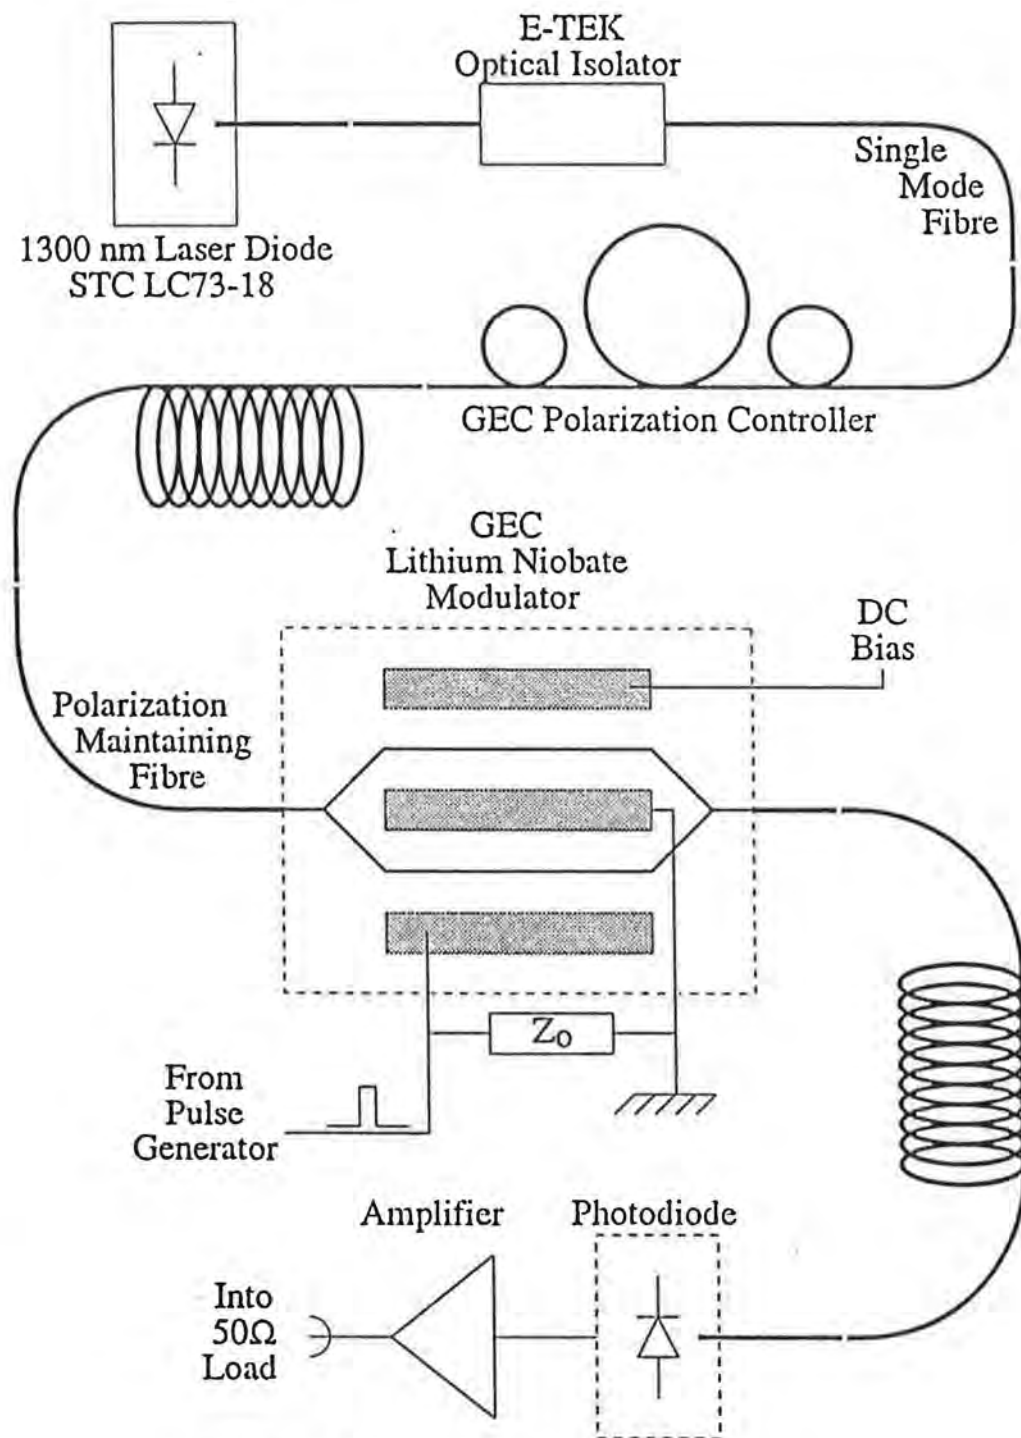 E-TEK
Optical Isolator
Single
Mode
Fibre
1300 nm Laser Diode
STC LC73-18
GEC Polarization Controller
GEC
Lithium Niobate
Modulator
DC
Bias
Polarization
Maintaining
Fibre
Z₀
From
Pulse
Generator
Amplifier
Photodiode
Into
50Ω
Load